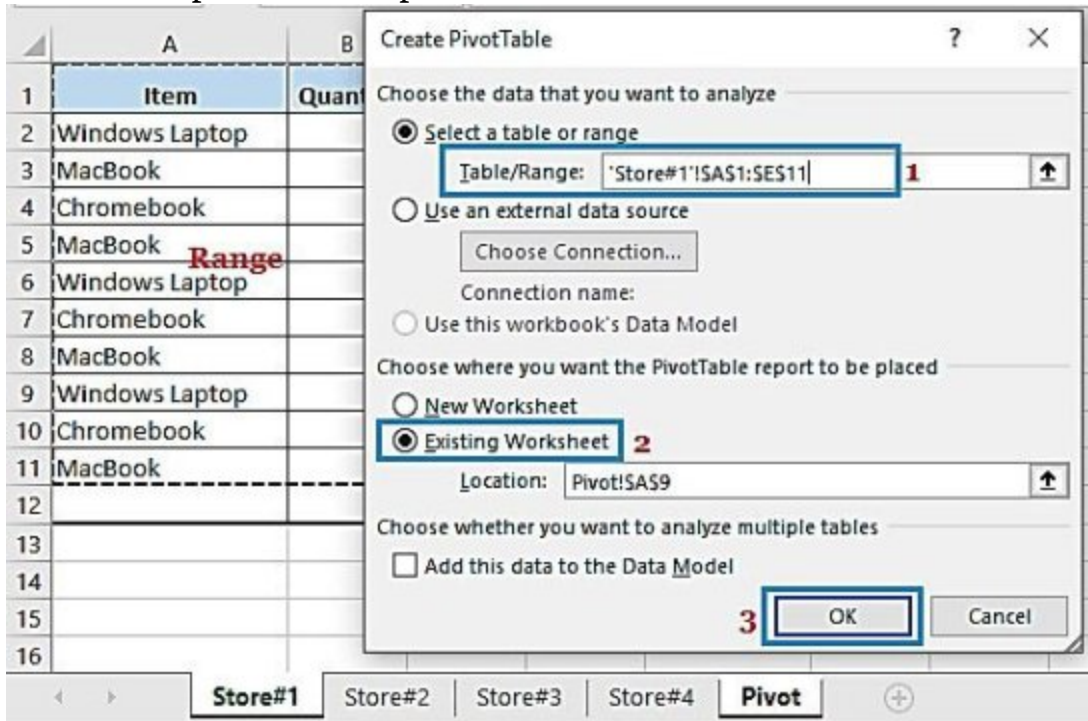 A B
1 Item Quant
2 Windows Laptop
3 MacBook
4 Chromebook
5 MacBook
Range
6 Windows Laptop
7 Chromebook
8 MacBook
9 Windows Laptop
10 Chromebook
11 MacBook
12
13
14
15
16
Create PivotTable ? ×
Choose the data that you want to analyze
Select a table or range
Table/Range: 'Store#1'!$A$1:$E$11 1
Use an external data source
Choose Connection...
Connection name:
Use this workbook's Data Model
Choose where you want the PivotTable report to be placed
New Worksheet
Existing Worksheet 2
Location: Pivot!$A$9
Choose whether you want to analyze multiple tables
Add this data to the Data Model
3 OK Cancel
Store#1 Store#2 Store#3 Store#4 Pivot